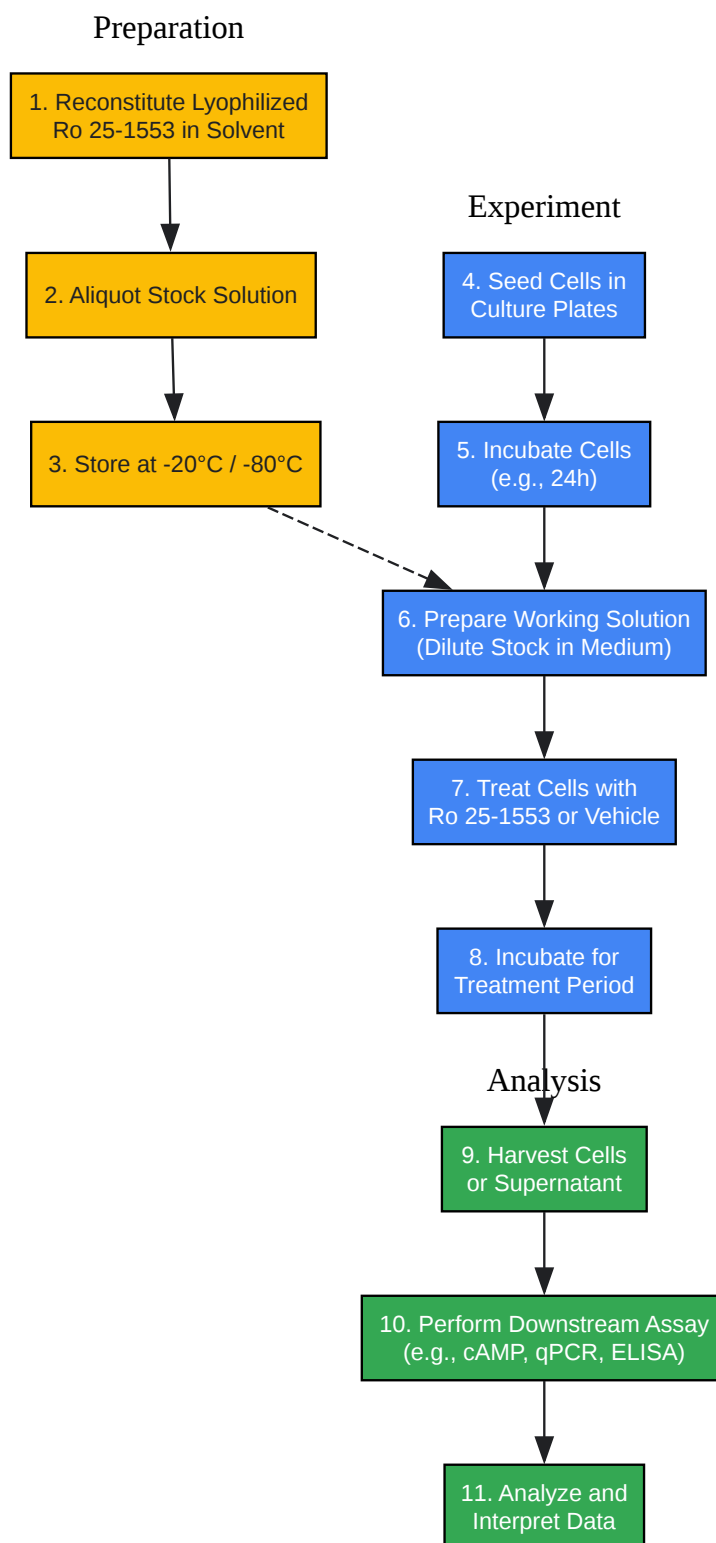 Preparation
1. Reconstitute Lyophilized
Ro 25-1553 in Solvent
2. Aliquot Stock Solution
3. Store at -20°C / -80°C
Experiment
4. Seed Cells in
Culture Plates
5. Incubate Cells
(e.g., 24h)
6. Prepare Working Solution
(Dilute Stock in Medium)
7. Treat Cells with
Ro 25-1553 or Vehicle
8. Incubate for
Treatment Period
Analysis
9. Harvest Cells
or Supernatant
10. Perform Downstream Assay
(e.g., cAMP, qPCR, ELISA)
11. Analyze and
Interpret Data